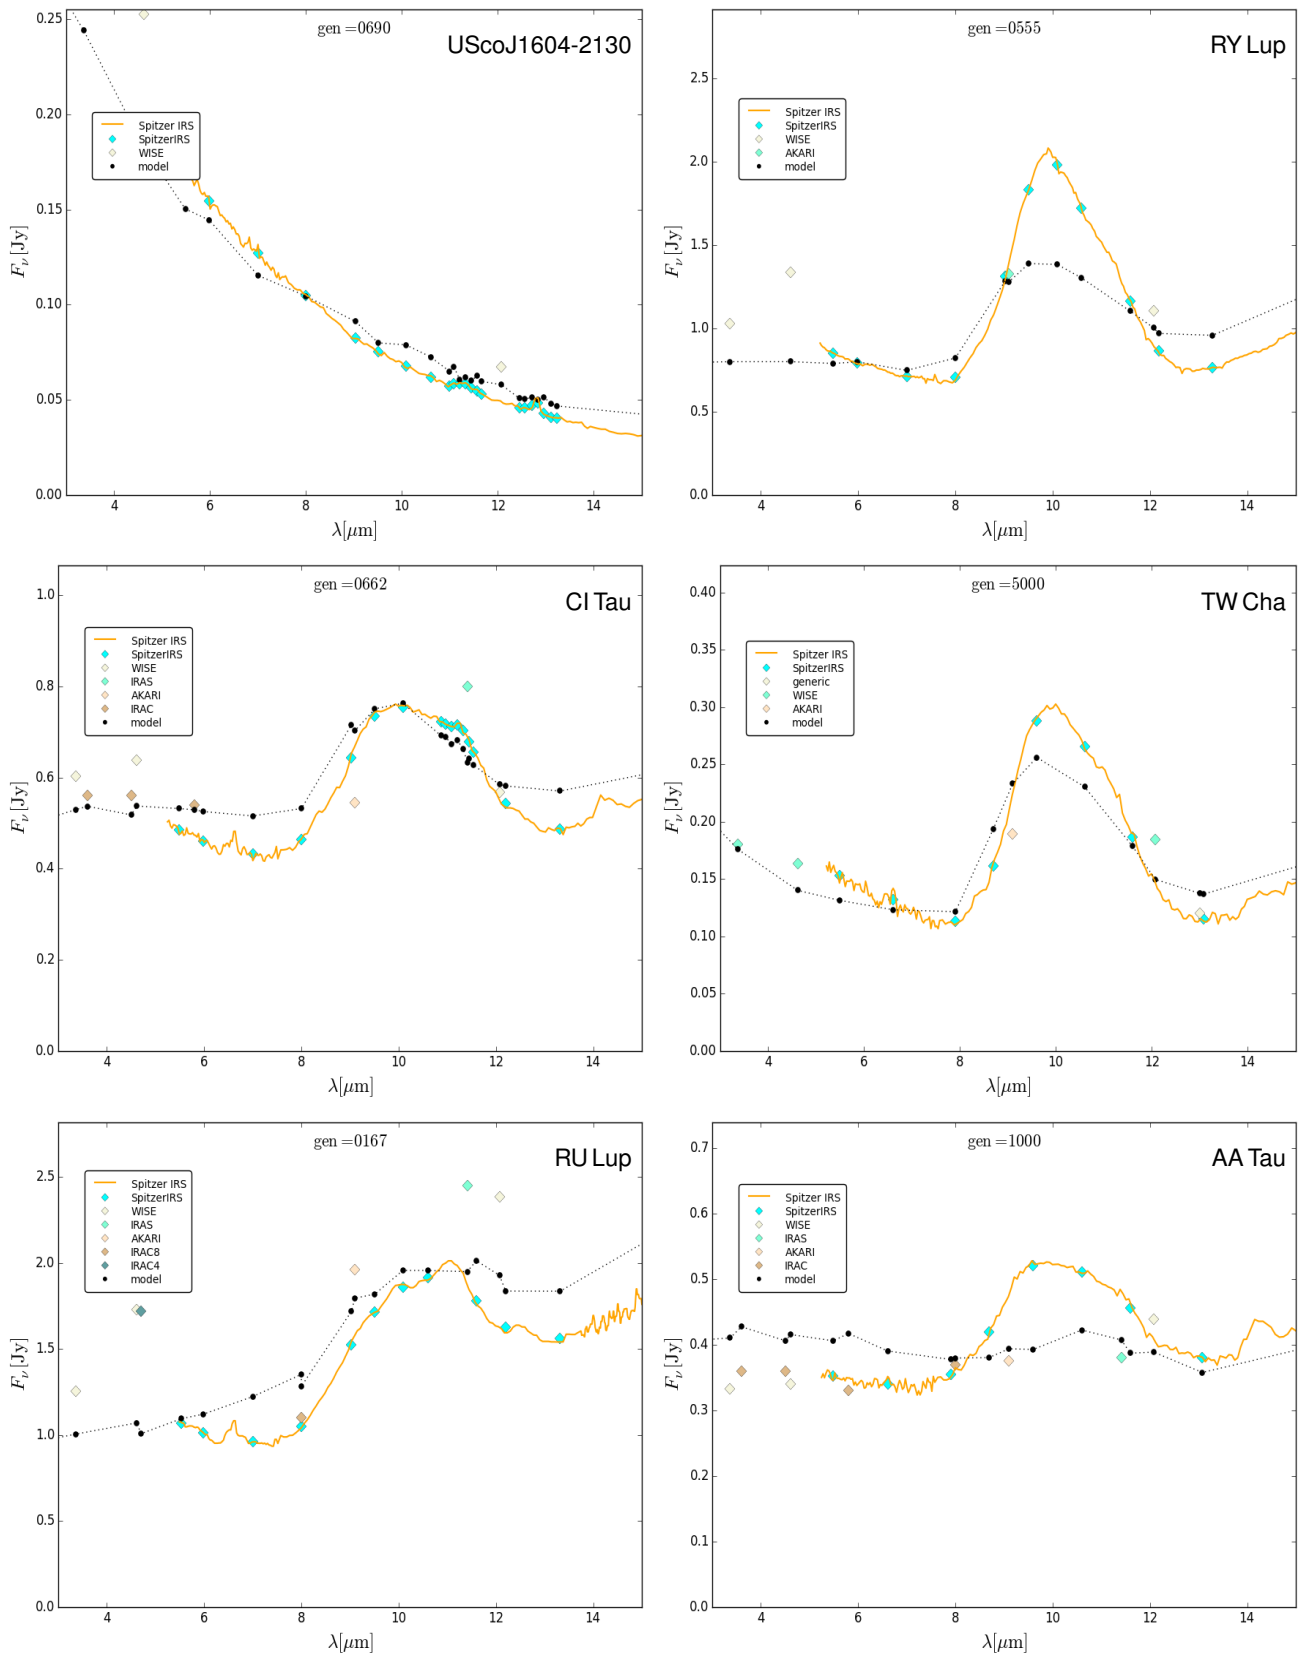 gen = 0690
UScoJ1604-2130
Spitzer IRS
SpitzerIRS
WISE
model
0.25
0.20
0.15
0.10
0.05
0.00
F_ν [Jy]
4 6 8 10 12 14
λ[μm]
gen = 0555
RY Lup
Spitzer IRS
SpitzerIRS
WISE
AKARI
model
2.5
2.0
1.5
1.0
0.5
0.0
F_ν [Jy]
4 6 8 10 12 14
λ[μm]
gen = 0662
CI Tau
Spitzer IRS
SpitzerIRS
WISE
IRAS
AKARI
IRAC
model
1.0
0.8
0.6
0.4
0.2
0.0
F_ν [Jy]
4 6 8 10 12 14
λ[μm]
gen = 5000
TW Cha
Spitzer IRS
SpitzerIRS
generic
WISE
AKARI
model
0.40
0.35
0.30
0.25
0.20
0.15
0.10
0.05
0.00
F_ν [Jy]
4 6 8 10 12 14
λ[μm]
gen = 0167
RU Lup
Spitzer IRS
SpitzerIRS
WISE
IRAS
AKARI
IRAC8
IRAC4
model
2.5
2.0
1.5
1.0
0.5
0.0
F_ν [Jy]
4 6 8 10 12 14
λ[μm]
gen = 1000
AA Tau
Spitzer IRS
SpitzerIRS
WISE
IRAS
AKARI
IRAC
model
0.7
0.6
0.5
0.4
0.3
0.2
0.1
0.0
F_ν [Jy]
4 6 8 10 12 14
λ[μm]